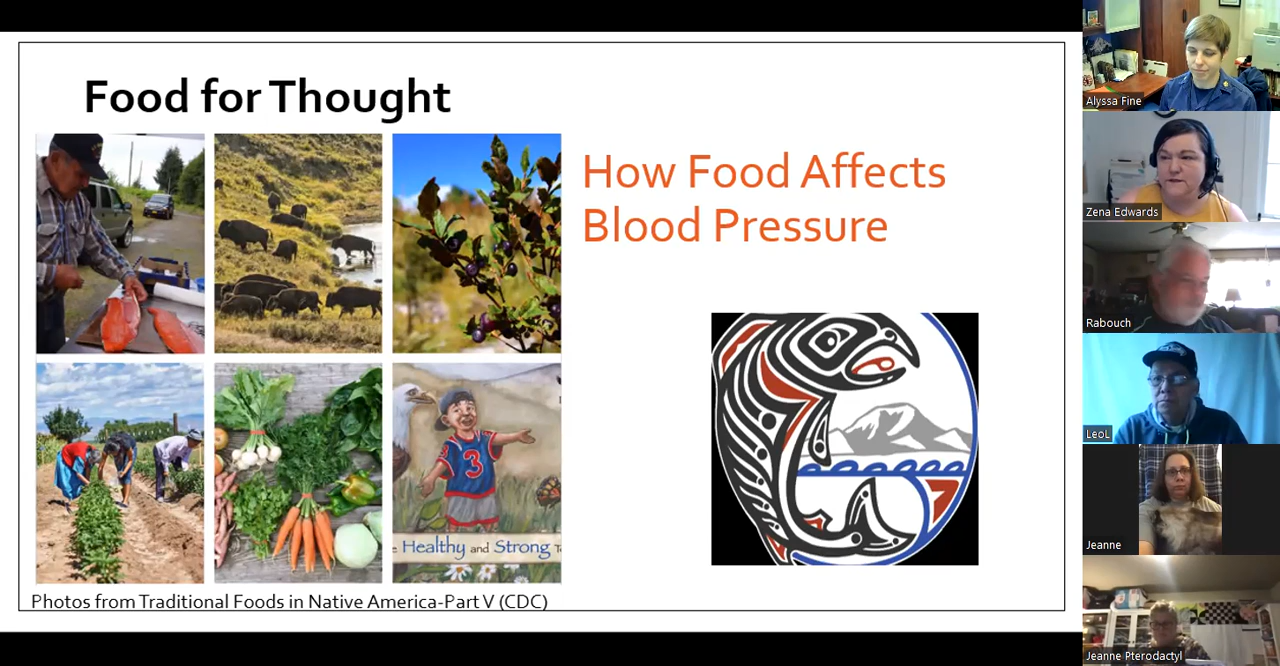 Food for Thought
How Food Affects
Blood Pressure
3
Healthy and Strong
Photos from Traditional Foods in Native America-Part V (CDC)
Alyssa Fine
Zena Edwards
Rabouch
LeoL
Jeanne
Jeanne Pterodactyl